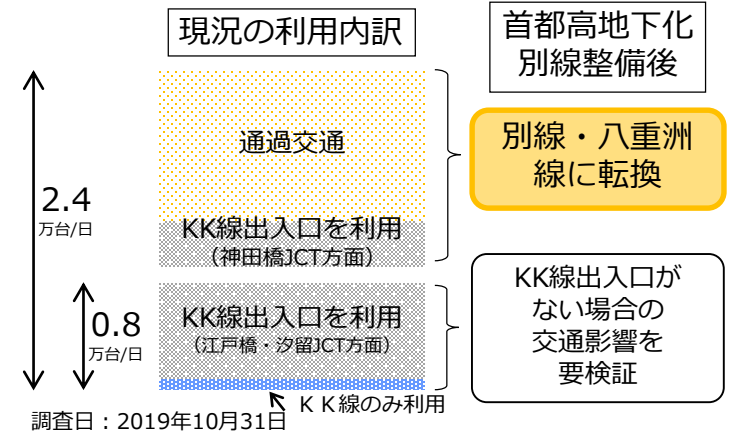 現況の利用内訳
首都高地下化
別線整備後
通過交通
別線・八重洲
線に転換
2.4
万台/日
KK線出入口を利用
（神田橋JCT方面）
KK線出入口が
ない場合の
交通影響を
要検証
0.8
万台/日
KK線出入口を利用
（江戸橋・汐留JCT方面）
ＫＫ線のみ利用
調査日：2019年10月31日